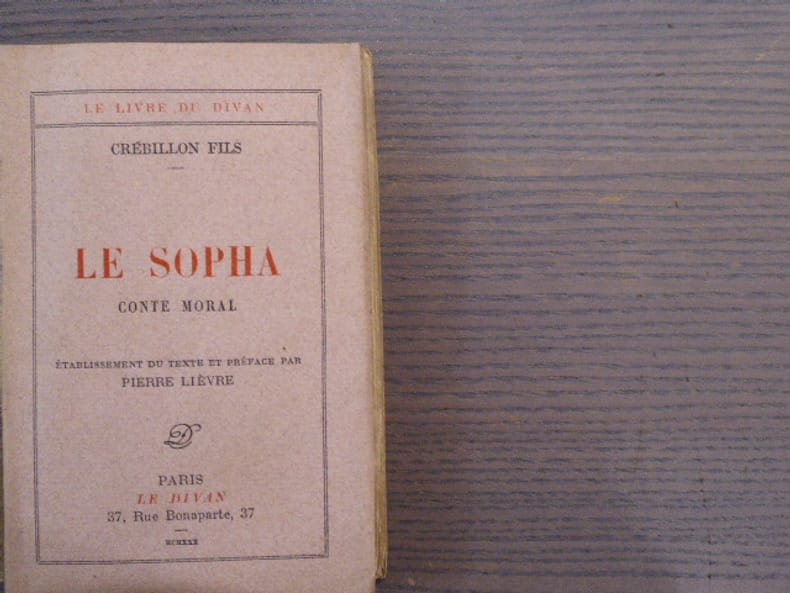 LE LIVRE DU DIVAN
CRÉBILLON FILS
LE SOPHA
CONTE MORAL
ÉTABLISSEMENT DU TEXTE ET PRÉFACE PAR
PIERRE LIÈVRE
D
PARIS
LE DIVAN
37, Rue Bonaparte, 37
MCMXXX